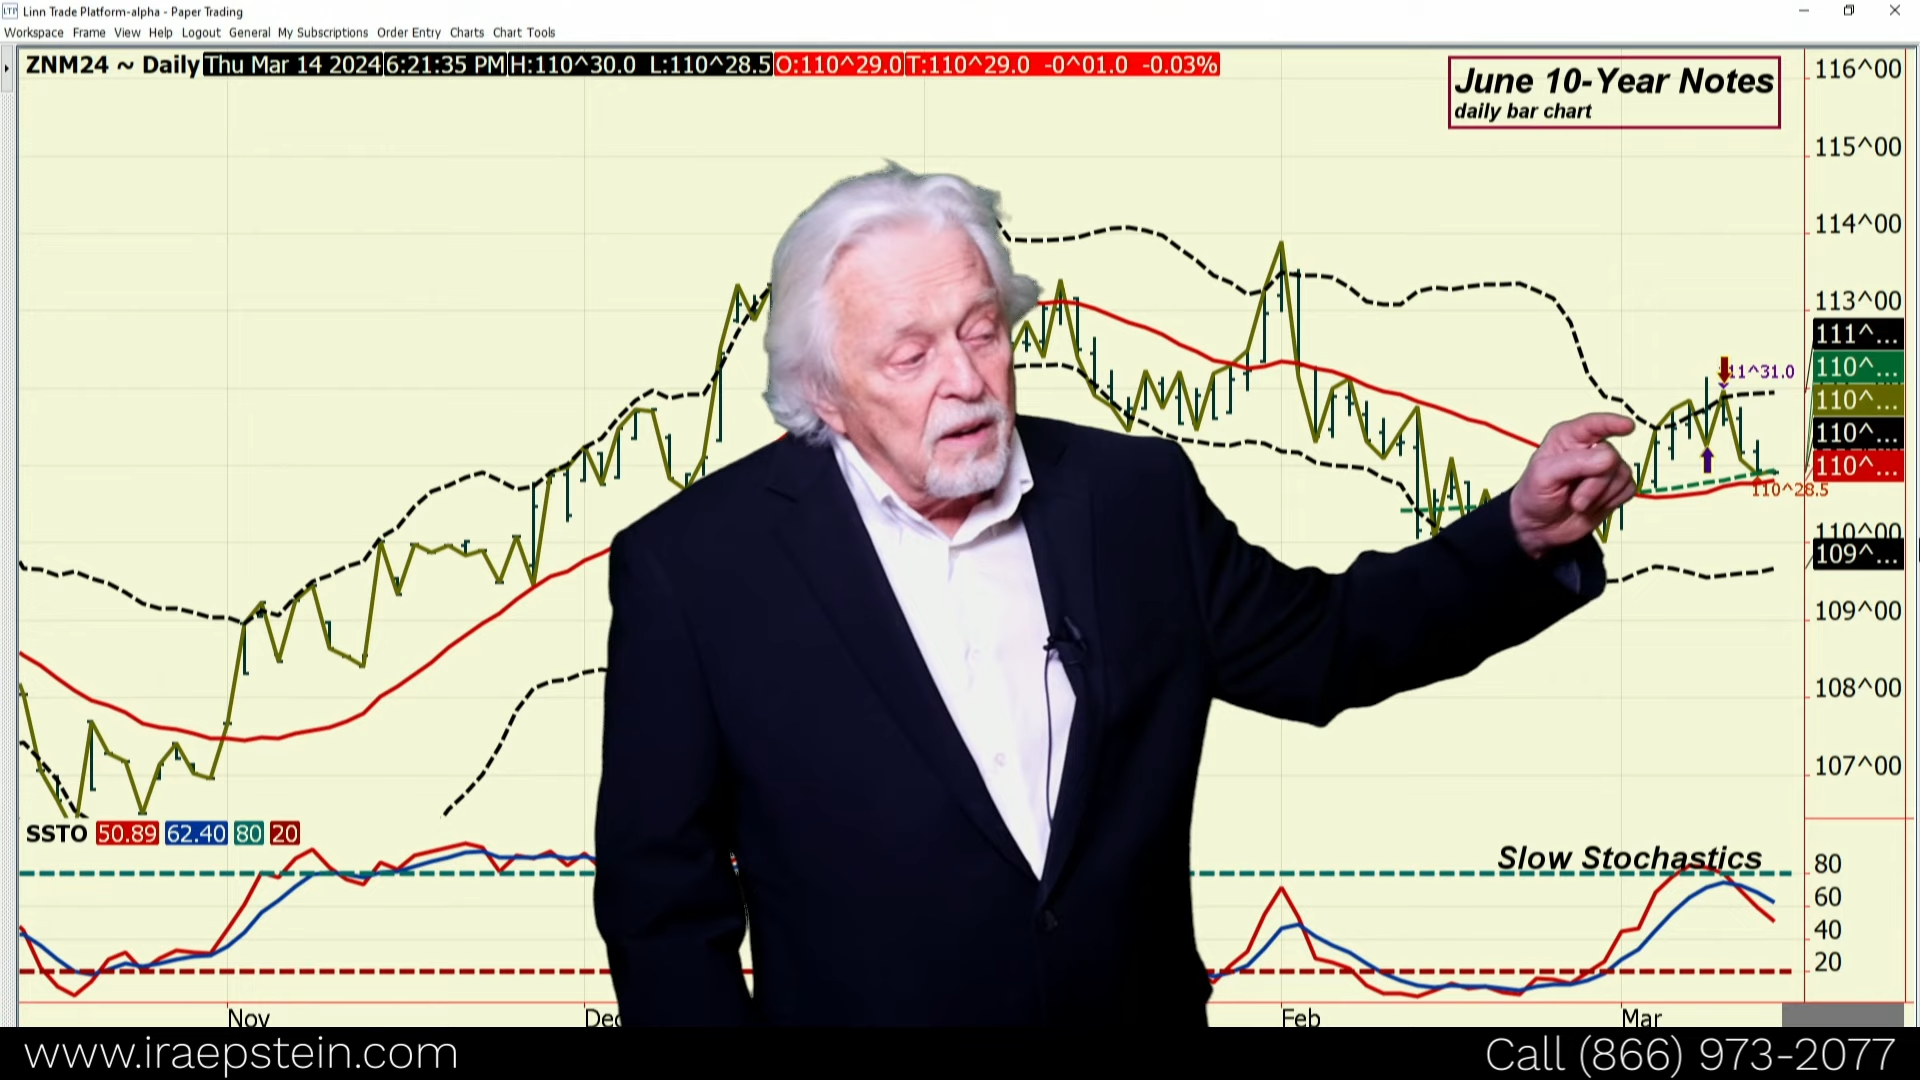 LTP Linn Trade Platform-alpha - Paper Trading
Workspace Frame View Help Logout General My Subscriptions Order Entry Charts Chart Tools
ZNM24 ~ Daily Thu Mar 14 2024 6:21:35 PM H:110^30.0 L:110^28.5 O:110^29.0 T:110^29.0 -0^01.0 -0.03%
June 10-Year Notes
daily bar chart
116^00
115^00
114^00
113^00
111^...
110^...
110^...
110^...
110^...
110^00
109^...
109^00
108^00
107^00
11^31.0
110^28.5
SSTO 50.89 62.40 80 20
Slow Stochastics
80
60
40
20
Nov Dec Feb Mar
www.iraepstein.com Call (866) 973-2077